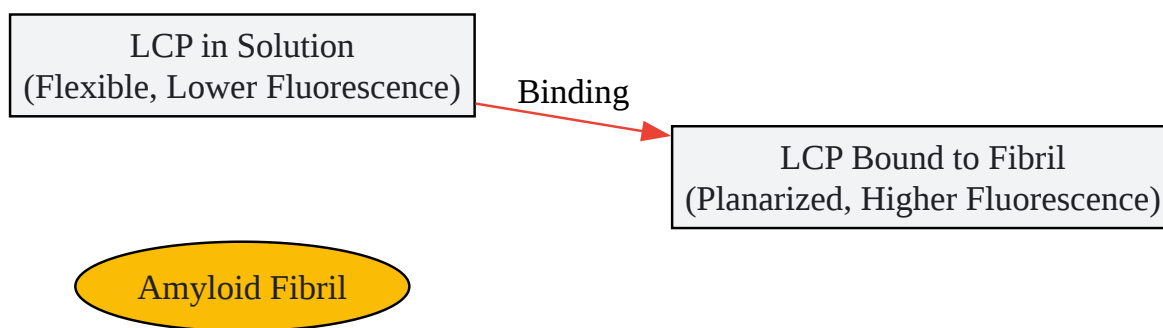 LCP in Solution
(Flexible, Lower Fluorescence)
Binding
LCP Bound to Fibril
(Planarized, Higher Fluorescence)
Amyloid Fibril